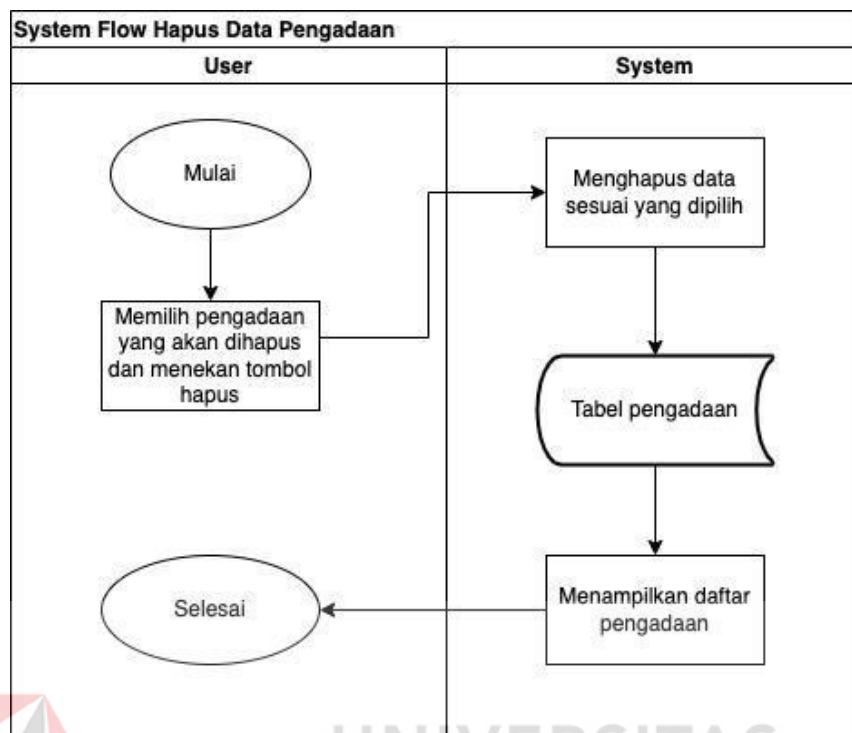 System Flow Hapus Data Pengadaan
User
System
Mulai
Memilih pengadaan
yang akan dihapus
dan menekan tombol
hapus
Menghapus data
sesuai yang dipilih
Tabel pengadaan
Menampilkan daftar
pengadaan
Selesai
UNIVERSITAS